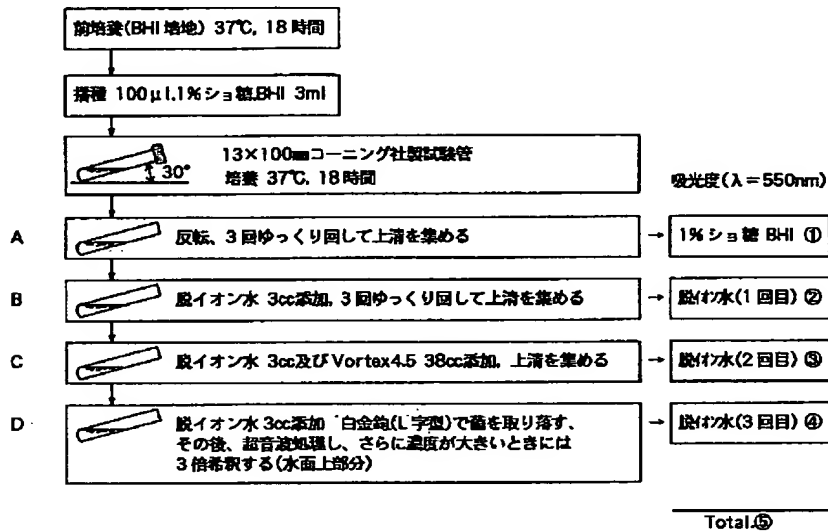 前培養(BHI 培地) 37℃, 18時間
播種 100μl.1%ショ糖.BHI 3ml
30°
13×100㎜コーニング社製試験管
培養 37℃, 18時間
吸光度(λ=550nm)
A
反転、3回ゆっくり回して上清を集める
1%ショ糖 BHI ①
B
脱イオン水 3cc添加, 3回ゆっくり回して上清を集める
脱イオン水(1回目) ②
C
脱イオン水 3cc及びVortex4.5 38cc添加, 上清を集める
脱イオン水(2回目) ③
D
脱イオン水 3cc添加 白金鈎(L字型)で菌を取り落す、
その後、超音波処理し、さらに濃度が大きいときには
3倍希釈する(水面上部分)
脱イオン水(3回目) ④
Total.⑤